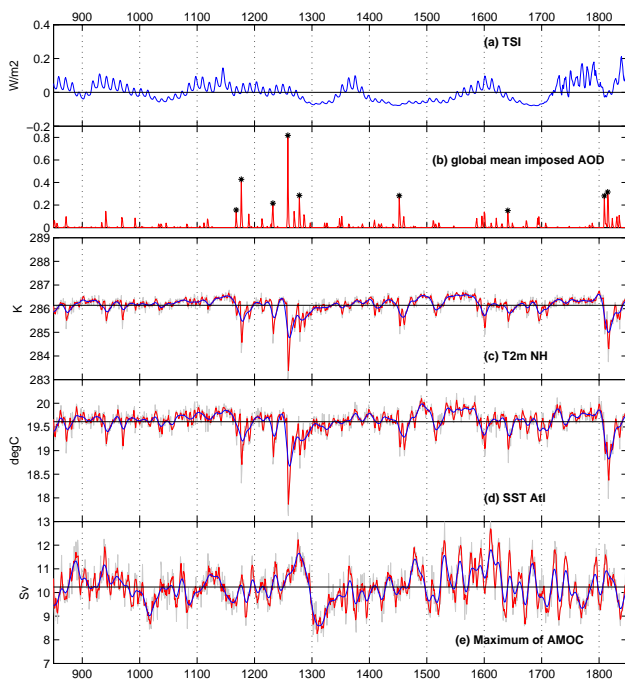 900 1000 1100 1200 1300 1400 1500 1600 1700 1800
0.4
0.2
0
−0.2
W/m2
(a) TSI
0.8
0.6
0.4
0.2
0
(b) global mean imposed AOD
289
288
287
286
285
284
283
K
(c) T2m NH
20
19.5
19
18.5
18
degC
(d) SST Atl
13
12
11
10
9
8
7
Sv
(e) Maximum of AMOC
900 1000 1100 1200 1300 1400 1500 1600 1700 1800